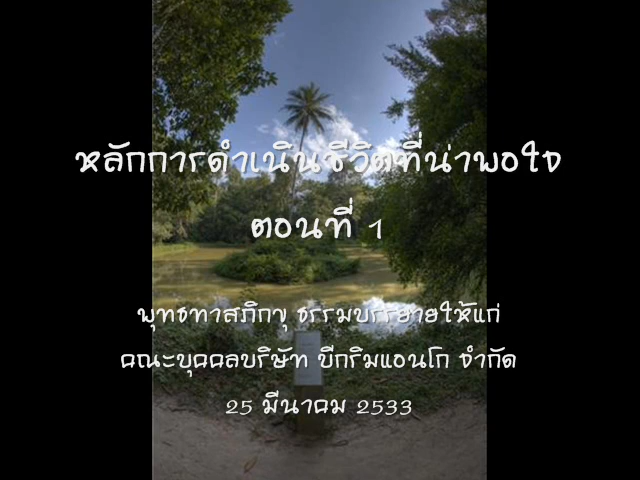 หลักการดำเนินชีวิตที่น่าพอใจ
ตอนที่ 1
พุทธทาสภิกขุ ธรรมบรรยายให้แก่
คณะบุคคลบริษัท บีกริมแอนโก จำกัด
25 มีนาคม 2533